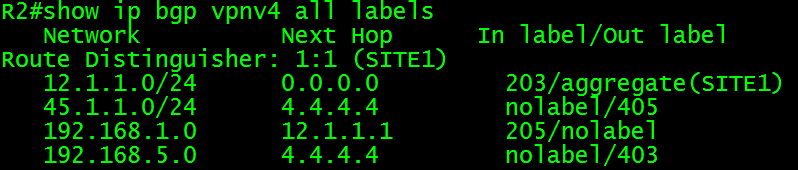 R2#show ip bgp vpnv4 all labels
Network Next Hop In label/Out label
Route Distinguisher: 1:1 (SITE1)
12.1.1.0/24 0.0.0.0 203/aggregate(SITE1)
45.1.1.0/24 4.4.4.4 nolabel/405
192.168.1.0 12.1.1.1 205/nolabel
192.168.5.0 4.4.4.4 nolabel/403